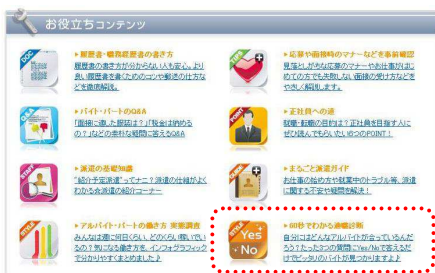 お役立ちコンテンツ
履歴書・職務経歴書の書き方
履歴書の書き方が分からない人も安心。より
良い履歴書を書くためのコツや郵送の仕方な
どを徹底解説。
応募や面接時のマナーなどを事前確認
見落としがちな応募のマナーやお仕事がはじ
めての方でも失敗しない面接の受け方などを
やさしく解説します。
バイト・パートのQ&A
「面接に適した服装は?」「税金は納める
の?」などの素朴な疑問に答えるQ&A
正社員への道
就職・転職の目的は?正社員を目指す人に
ぜひ読んでもらいたい6つのPOINT!
派遣の基礎知識
"紹介予定派遣"ってナニ?派遣の仕組がよく
わかる派遣の紹介コーナー
まるごと派遣ガイド
お仕事の始め方や就業中のトラブル等、派遣
に関する不安や疑問を解決!
アルバイト・パートの働き方 実態調査
みんなは週に何日くらい、どのくらい働いてい
るの?気になる働き方を、インフォグラフィック
で分かりやすくまとめました♪
60秒でわかる適職診断
自分にはどんなアルバイトが合っているんだ
ろう?たった3つの質問にYes/Noで答えるだ
けでピッタリのバイトが見つかりますよ♪
Yes
No